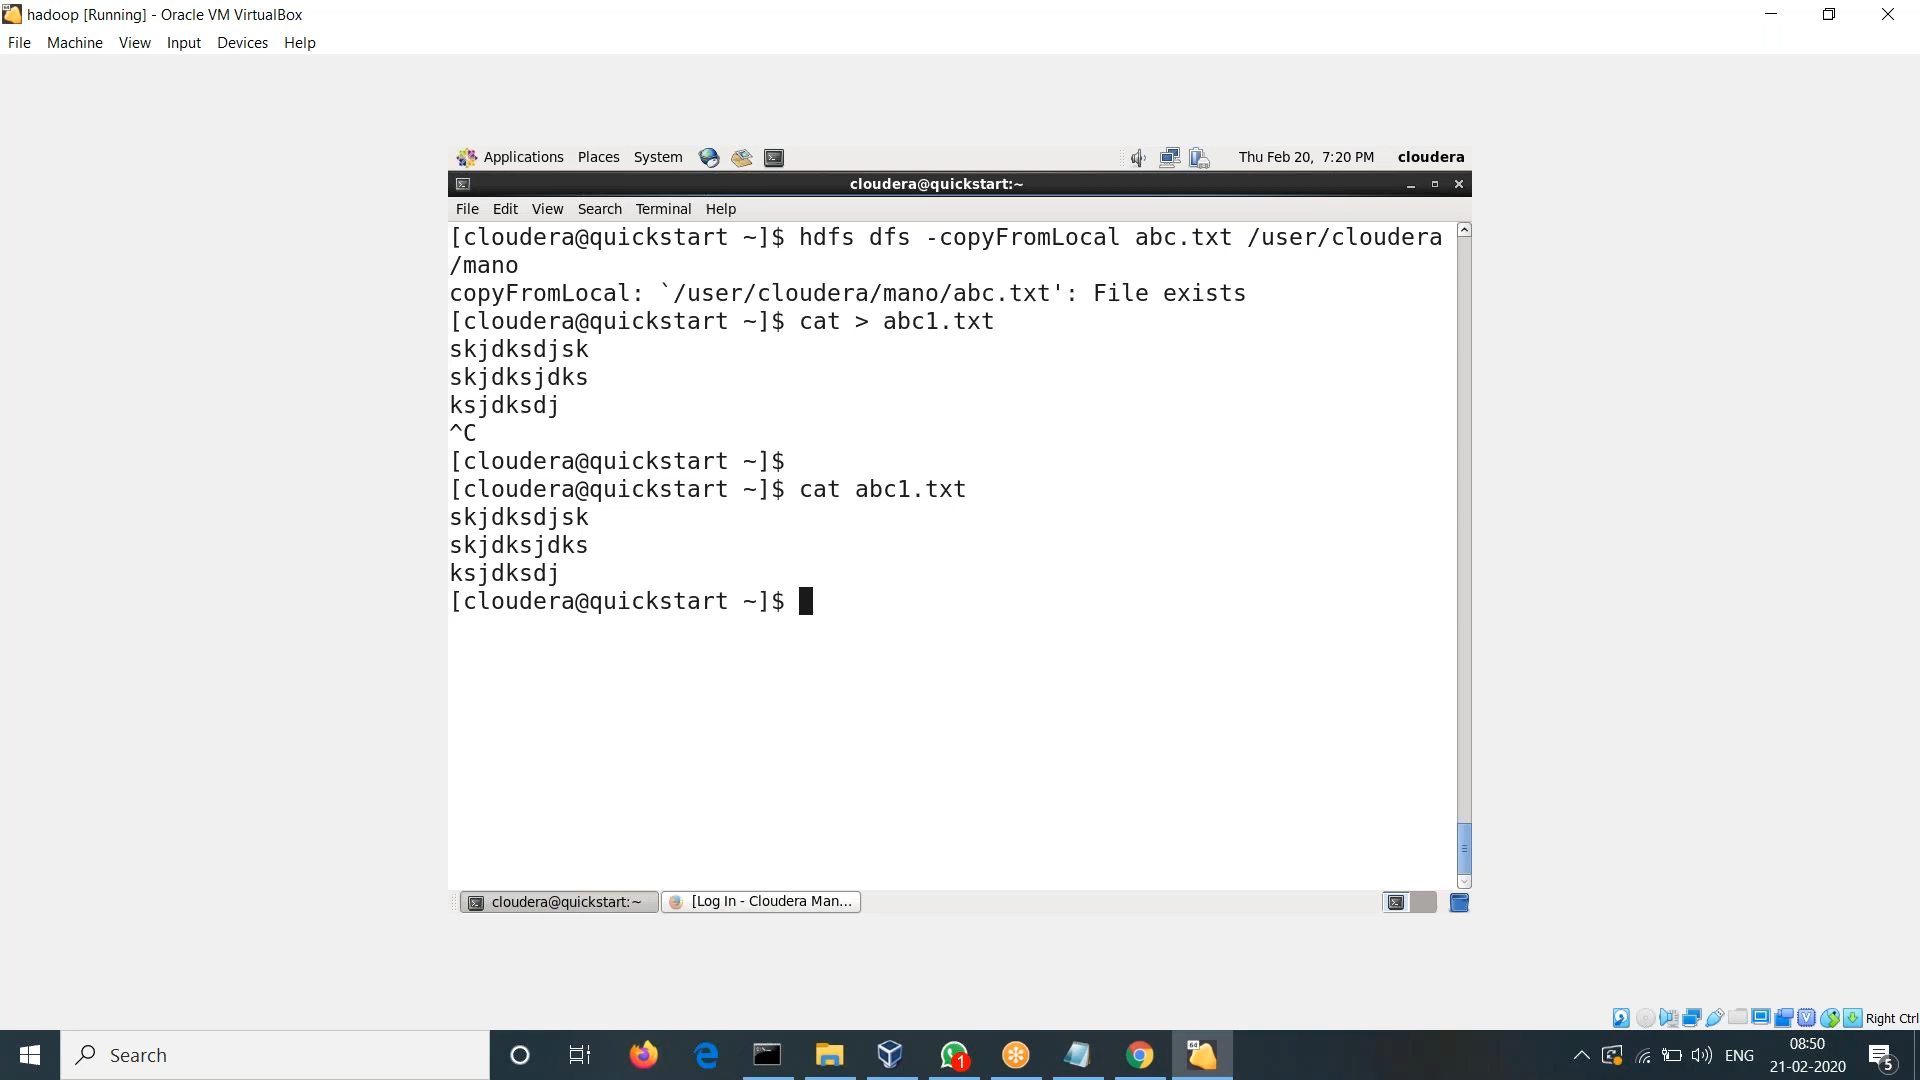 hadoop [Running] - Oracle VM VirtualBox
File Machine View Input Devices Help
Applications Places System Thu Feb 20, 7:20 PM cloudera
cloudera@quickstart:~
File Edit View Search Terminal Help
[cloudera@quickstart ~]$ hdfs dfs -copyFromLocal abc.txt /user/cloudera
/mano
copyFromLocal: `/user/cloudera/mano/abc.txt': File exists
[cloudera@quickstart ~]$ cat > abc1.txt
skjdksdjsk
skjdksjdks
ksjdksdj
^C
[cloudera@quickstart ~]$
[cloudera@quickstart ~]$ cat abc1.txt
skjdksdjsk
skjdksjdks
ksjdksdj
[cloudera@quickstart ~]$
cloudera@quickstart:~ [Log In - Cloudera Man...
Right Ctrl
Search 1 64 ENG 08:50 5
21-02-2020